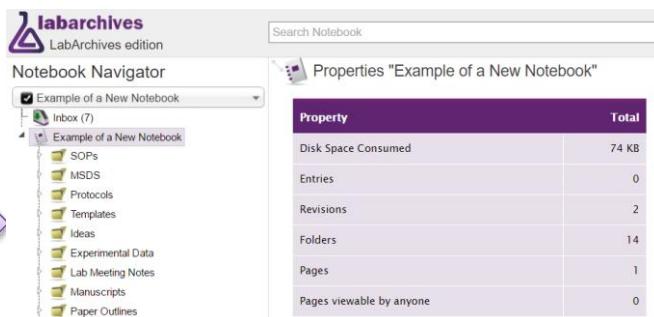 labarchives
LabArchives edition
Search Notebook
Notebook Navigator
Example of a New Notebook
Inbox (7)
Example of a New Notebook
SOPs
MSDS
Protocols
Templates
Ideas
Experimental Data
Lab Meeting Notes
Manuscripts
Paper Outlines
Properties "Example of a New Notebook"
Property Total
Disk Space Consumed 74 KB
Entries 0
Revisions 2
Folders 14
Pages 1
Pages viewable by anyone 0